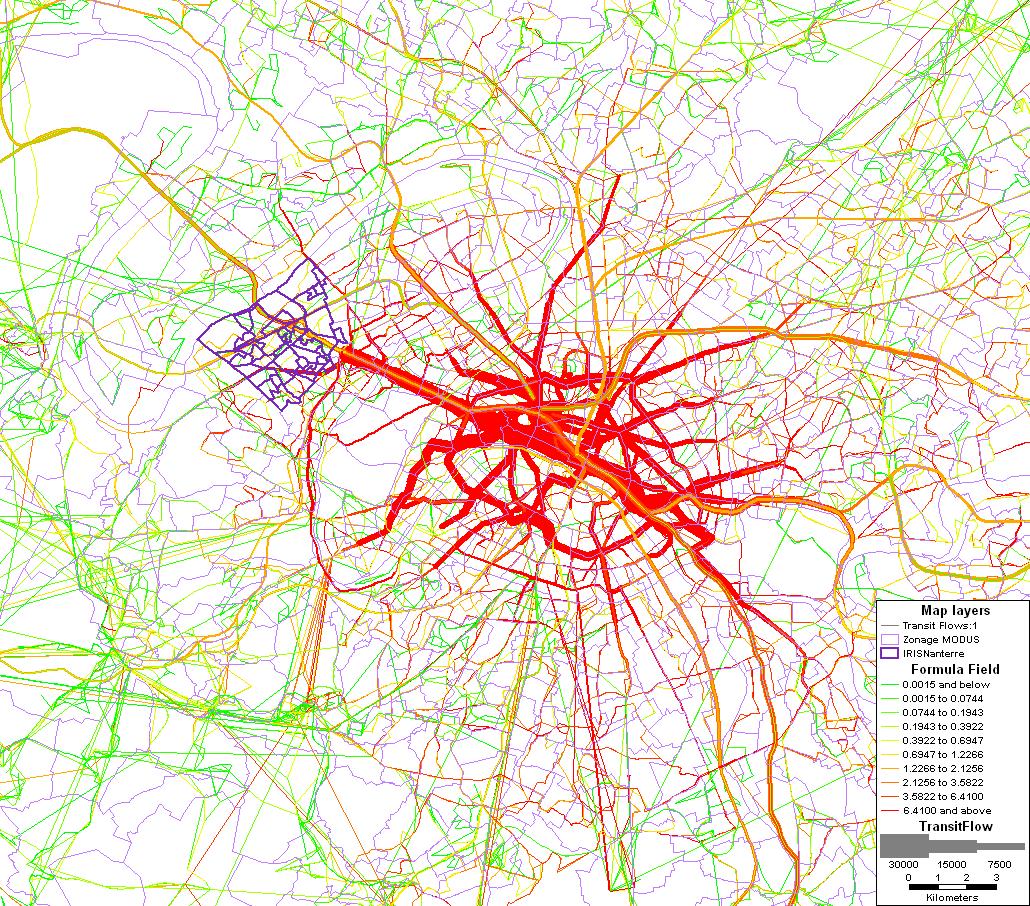 Map layers
Transit Flows:1
Zonage MODUS
IRISNanterre
Formula Field
0.0015 and below
0.0015 to 0.0744
0.0744 to 0.1943
0.1943 to 0.3922
0.3922 to 0.6947
0.6947 to 1.2266
1.2266 to 2.1256
2.1256 to 3.5822
3.5822 to 6.4100
6.4100 and above
TransitFlow
30000 15000 7500
0 1 2 3
Kilometers